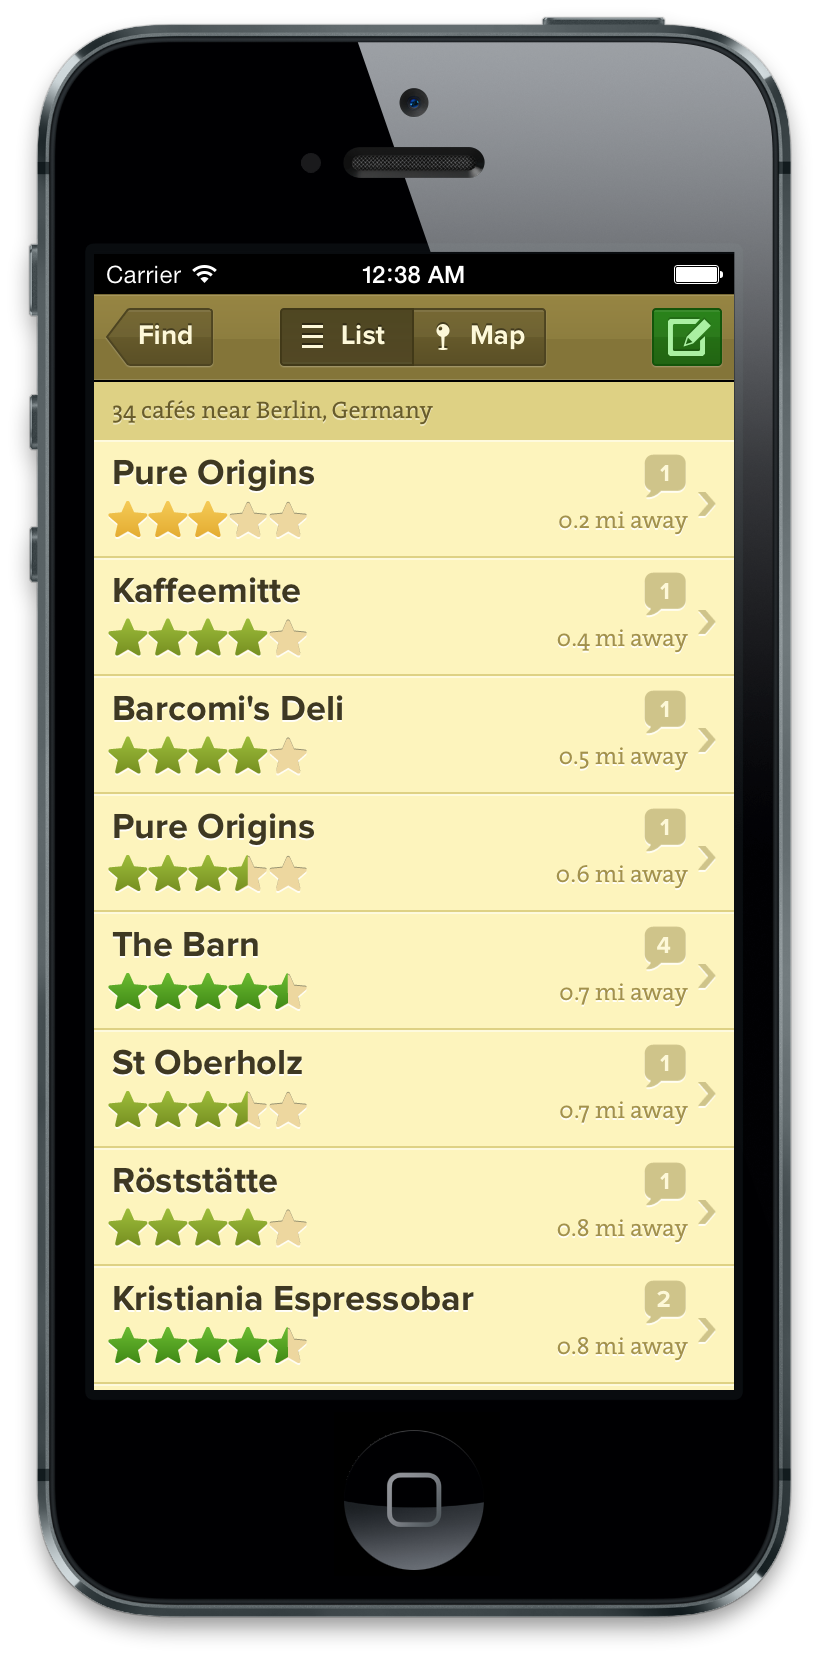 Carrier 12:38 AM
Find List Map
34 cafés near Berlin, Germany
Pure Origins 1
0.2 mi away
Kaffeemitte 1
0.4 mi away
Barcomi's Deli 1
0.5 mi away
Pure Origins 1
0.6 mi away
The Barn 4
0.7 mi away
St Oberholz 1
0.7 mi away
Röststätte 1
0.8 mi away
Kristiania Espressobar 2
0.8 mi away